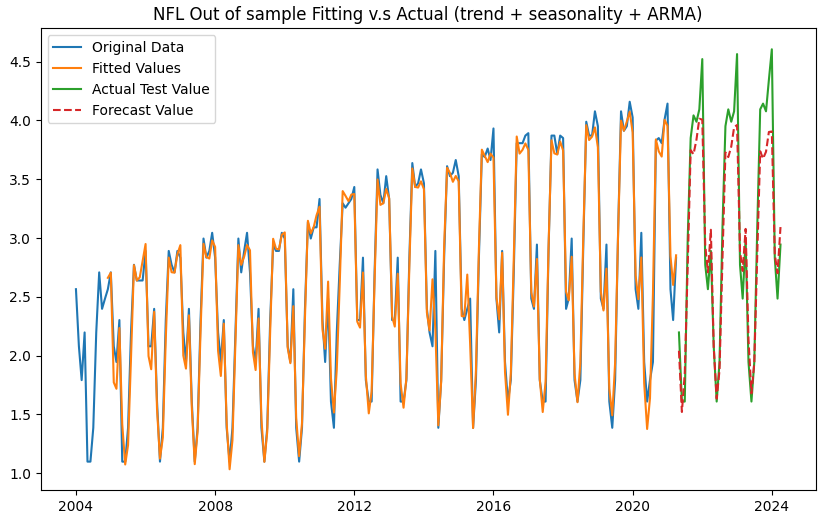 NFL Out of sample Fitting v.s Actual (trend + seasonality + ARMA)
Original Data
Fitted Values
Actual Test Value
Forecast Value
4.5
4.0
3.5
3.0
2.5
2.0
1.5
1.0
2004
2008
2012
2016
2020
2024